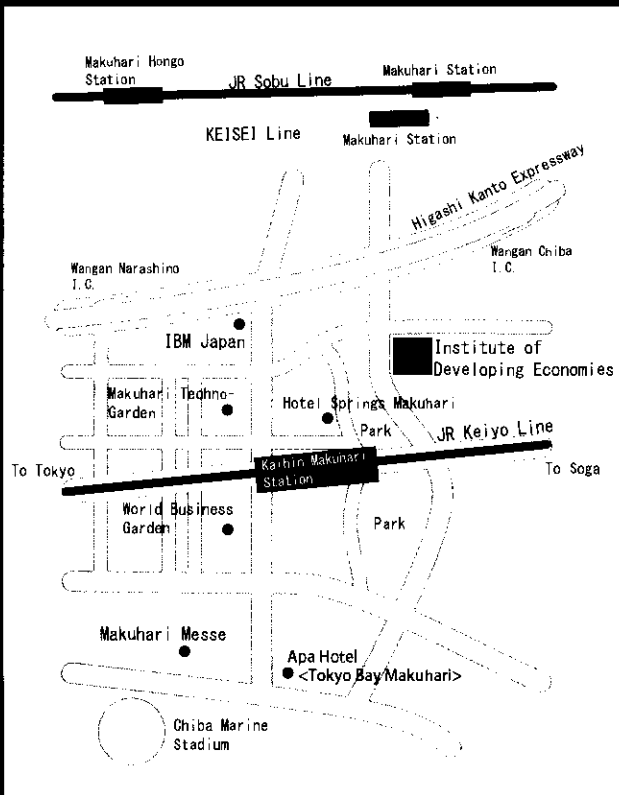 Makuhari Hongo
Station
JR Sobu Line
Makuhari Station
KEISEI Line
Makuhari Station
Higashi Kanto Expressway
Wangan Narashino
I.C.
Wangan Chiba
I.C.
IBM Japan
Institute of
Developing Economies
Makuhari Techno-
Garden
Hotel Springs Makuhari
Park
JR Keiyo Line
To Tokyo
Kaihin Makuhari
Station
To Soga
World Business
Garden
Park
Makuhari Messe
Apa Hotel
<Tokyo Bay Makuhari>
Chiba Marine
Stadium